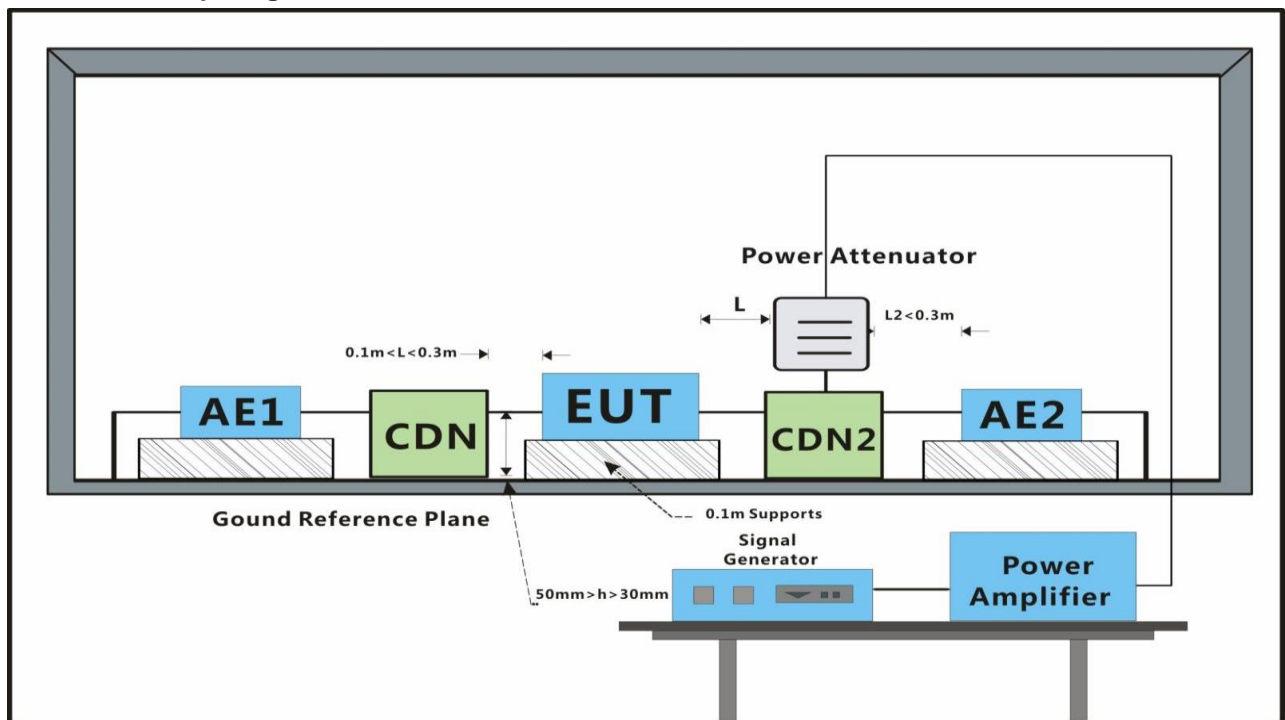 Power Attenuator
L
L2<0.3m
0.1m<L<0.3m
AE1
CDN
EUT
CDN2
AE2
Gound Reference Plane
0.1m Supports
Signal
Generator
50mm>h>30mm
Power
Amplifier